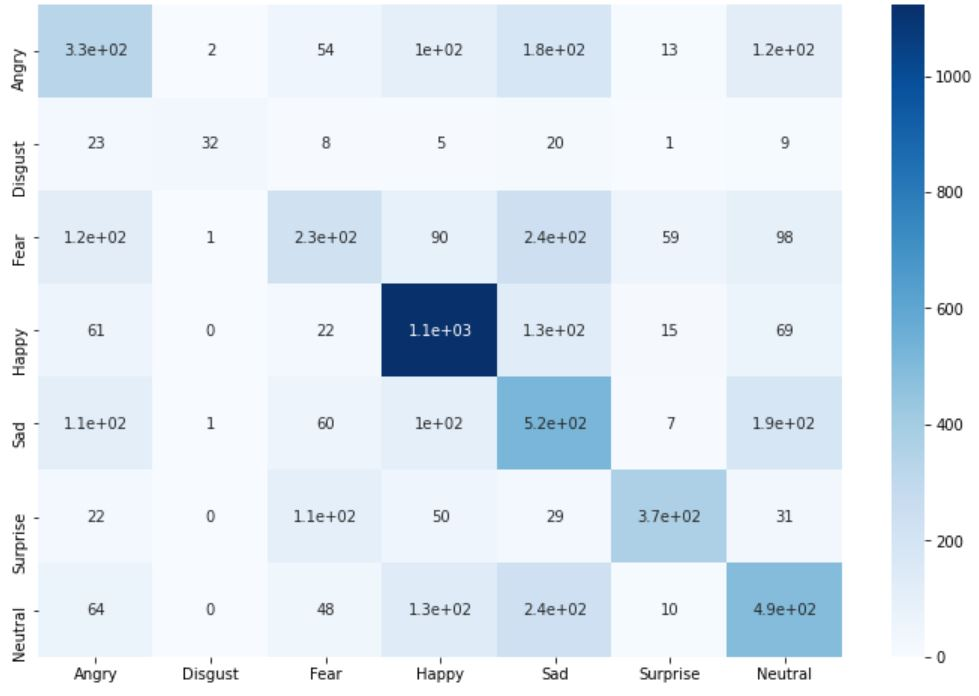 Angry 3.3e+02 2 54 1e+02 1.8e+02 13 1.2e+02
Disgust 23 32 8 5 20 1 9
Fear 1.2e+02 1 2.3e+02 90 2.4e+02 59 98
Happy 61 0 22 1.1e+03 1.3e+02 15 69
Sad 1.1e+02 1 60 1e+02 5.2e+02 7 1.9e+02
Surprise 22 0 1.1e+02 50 29 3.7e+02 31
Neutral 64 0 48 1.3e+02 2.4e+02 10 4.9e+02
Angry Disgust Fear Happy Sad Surprise Neutral
1000
800
600
400
200
0